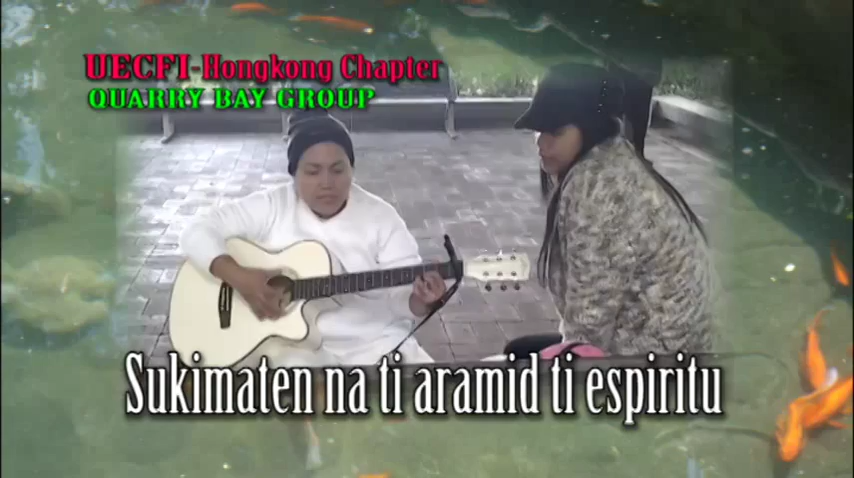 UECFI-Hongkong Chapter
QUARRY BAY GROUP
Sukimaten na ti aramid ti espiritu